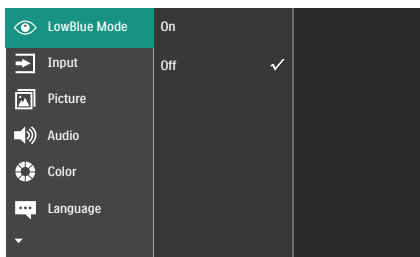 LowBlue Mode
On
Input
Off
Picture
Audio
Color
Language